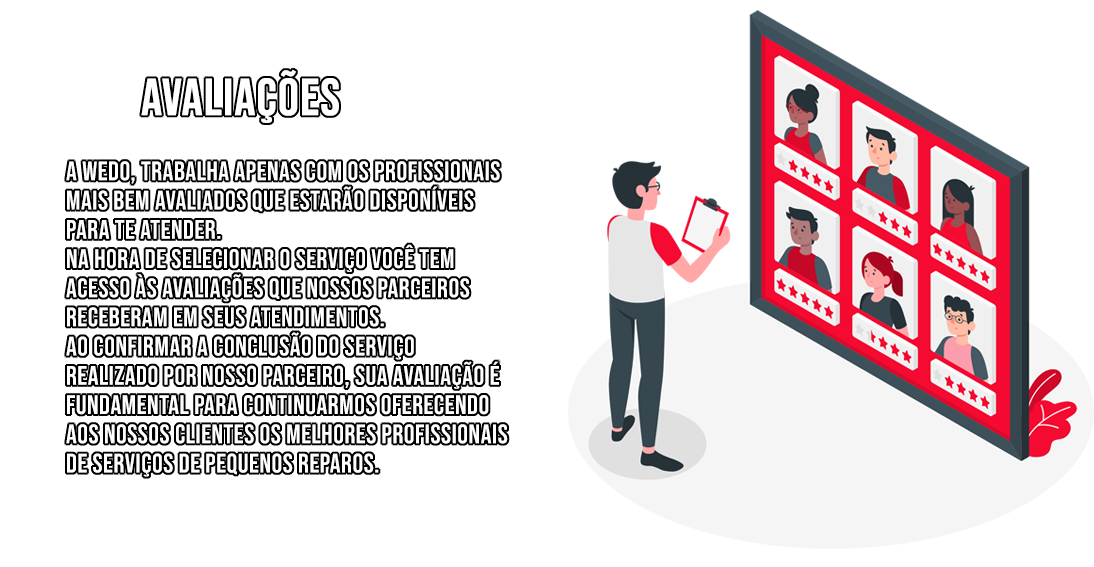 AVALIAÇÕES
A WEDO, TRABALHA APENAS COM OS PROFISSIONAIS
MAIS BEM AVALIADOS QUE ESTARÃO DISPONÍVEIS
PARA TE ATENDER.
NA HORA DE SELECIONAR O SERVIÇO VOCÊ TEM
ACESSO ÀS AVALIAÇÕES QUE NOSSOS PARCEIROS
RECEBERAM EM SEUS ATENDIMENTOS.
AO CONFIRMAR A CONCLUSÃO DO SERVIÇO
REALIZADO POR NOSSO PARCEIRO, SUA AVALIAÇÃO É
FUNDAMENTAL PARA CONTINUARMOS OFERECENDO
AOS NOSSOS CLIENTES OS MELHORES PROFISSIONAIS
DE SERVIÇOS DE PEQUENOS REPAROS.